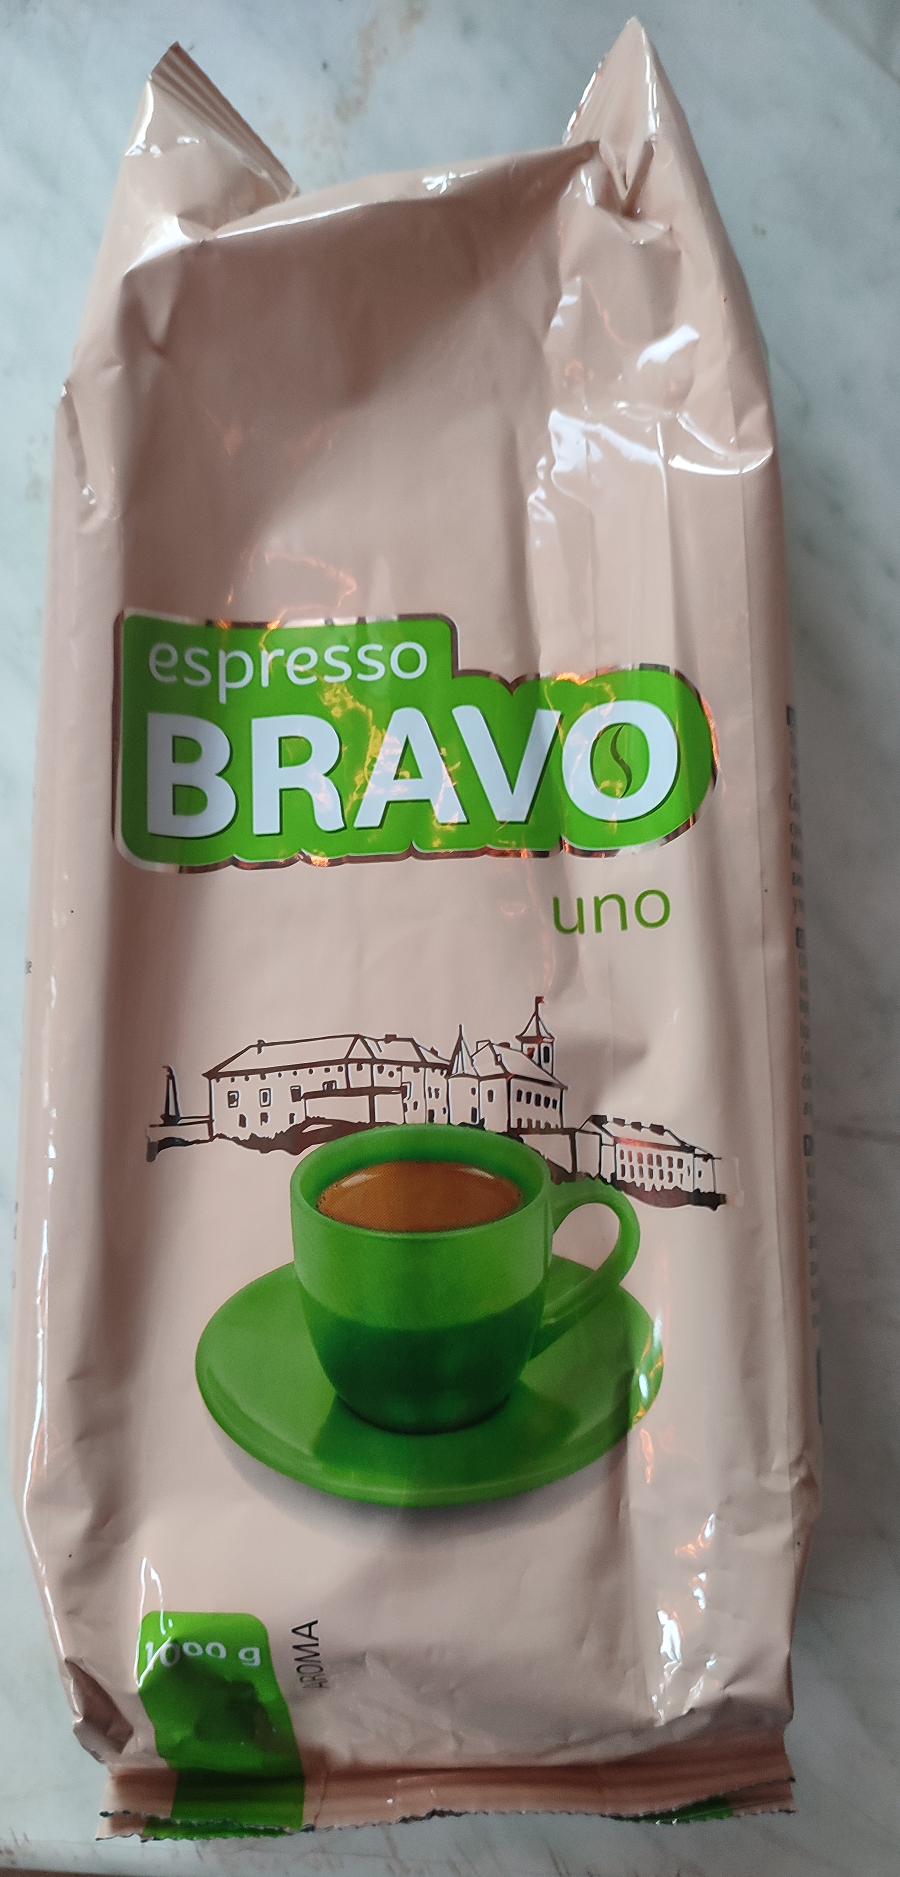 espresso
BRAVO
uno
1000 g
AROMA